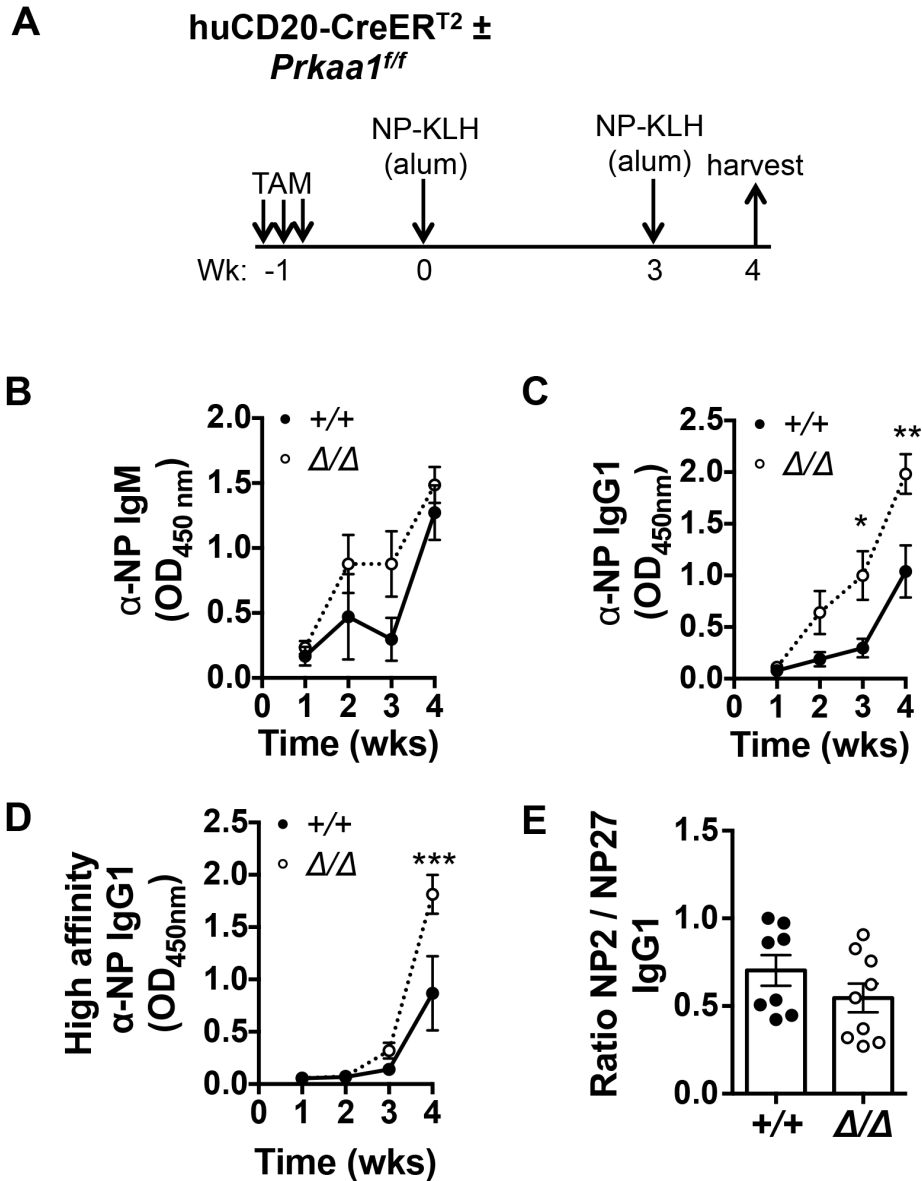 A
huCD20-CreERT2 ±
Prkaa1f/f
NP-KLH
(alum)
NP-KLH
(alum)
harvest
TAM
Wk: -1 0 3 4
B
α-NP IgM
(OD450 nm)
2.0
1.5
1.0
0.5
0.0
+/+
Δ/Δ
0 1 2 3 4
Time (wks)
C
α-NP IgG1
(OD450nm)
2.5
2.0
1.5
1.0
0.5
0.0
+/+
Δ/Δ
*
**
0 1 2 3 4
Time (wks)
D
High affinity
α-NP IgG1
(OD450nm)
2.5
2.0
1.5
1.0
0.5
0.0
+/+
Δ/Δ
***
0 1 2 3 4
Time (wks)
E
Ratio NP2 / NP27
IgG1
1.5
1.0
0.5
0.0
+/+ Δ/Δ